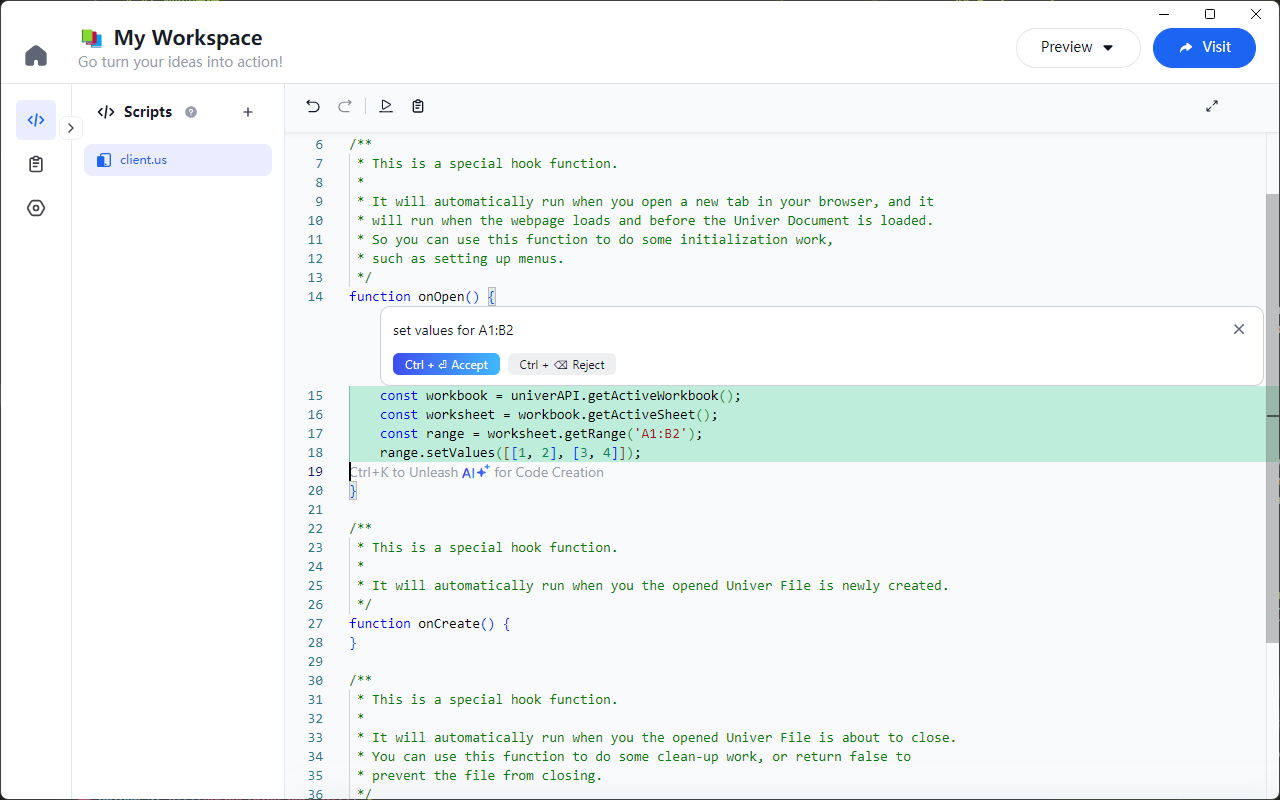 My Workspace
Go turn your ideas into action!
Preview
Visit
</> Scripts
client.us
6 /**
7 * This is a special hook function.
8 *
9 * It will automatically run when you open a new tab in your browser, and it
10 * will run when the webpage loads and before the Univer Document is loaded.
11 * So you can use this function to do some initialization work,
12 * such as setting up menus.
13 */
14 function onOpen() {
set values for A1:B2
Ctrl + ⏎ Accept
Ctrl + ⌫ Reject
15 const workbook = univerAPI.getActiveWorkbook();
16 const worksheet = workbook.getActiveSheet();
17 const range = worksheet.getRange('A1:B2');
18 range.setValues([[1, 2], [3, 4]]);
19 Ctrl+K to Unleash AI for Code Creation
20 }
21
22 /**
23 * This is a special hook function.
24 *
25 * It will automatically run when you the opened Univer File is newly created.
26 */
27 function onCreate() {
28 }
29
30 /**
31 * This is a special hook function.
32 *
33 * It will automatically run when you the opened Univer File is about to close.
34 * You can use this function to do some clean-up work, or return false to
35 * prevent the file from closing.
36 */